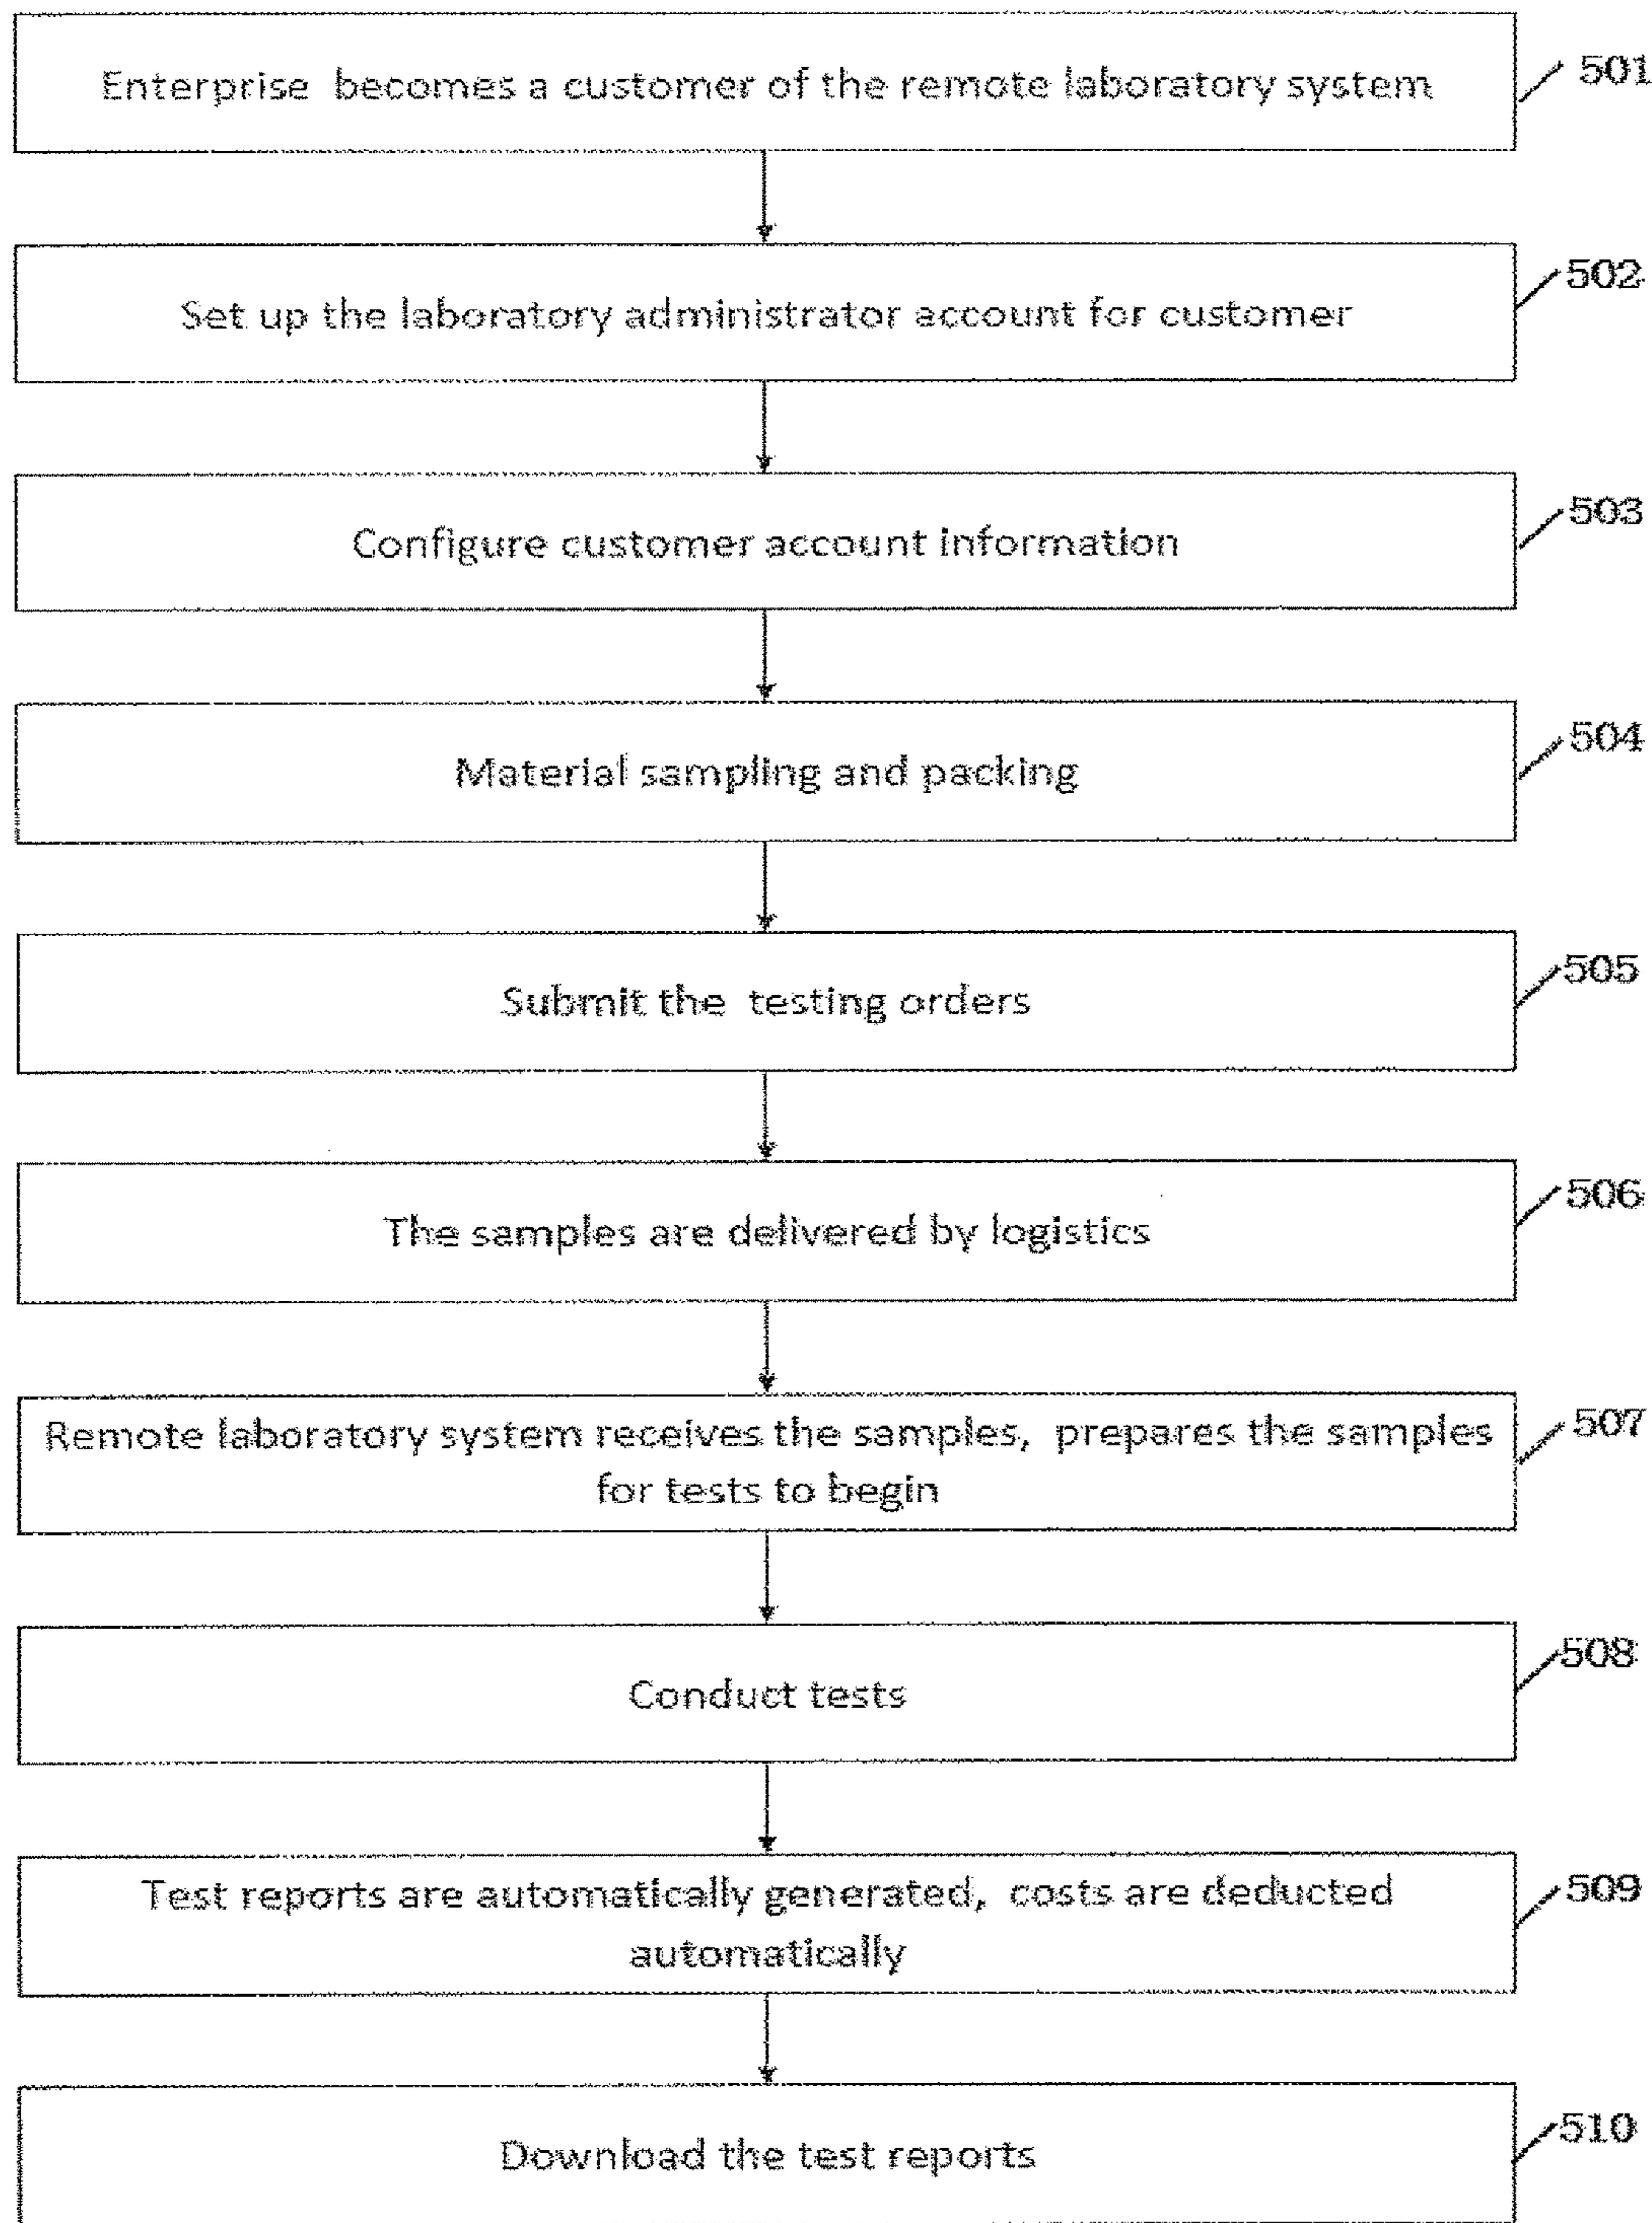 Enterprise becomes a customer of the remote laboratory system
501
Set up the laboratory administrator account for customer
502
Configure customer account information
503
Material sampling and packing
504
Submit the testing orders
505
The samples are delivered by logistics
506
Remote laboratory system receives the samples, prepares the samples
for tests to begin
507
Conduct tests
508
Test reports are automatically generated, costs are deducted
automatically
509
Download the test reports
510